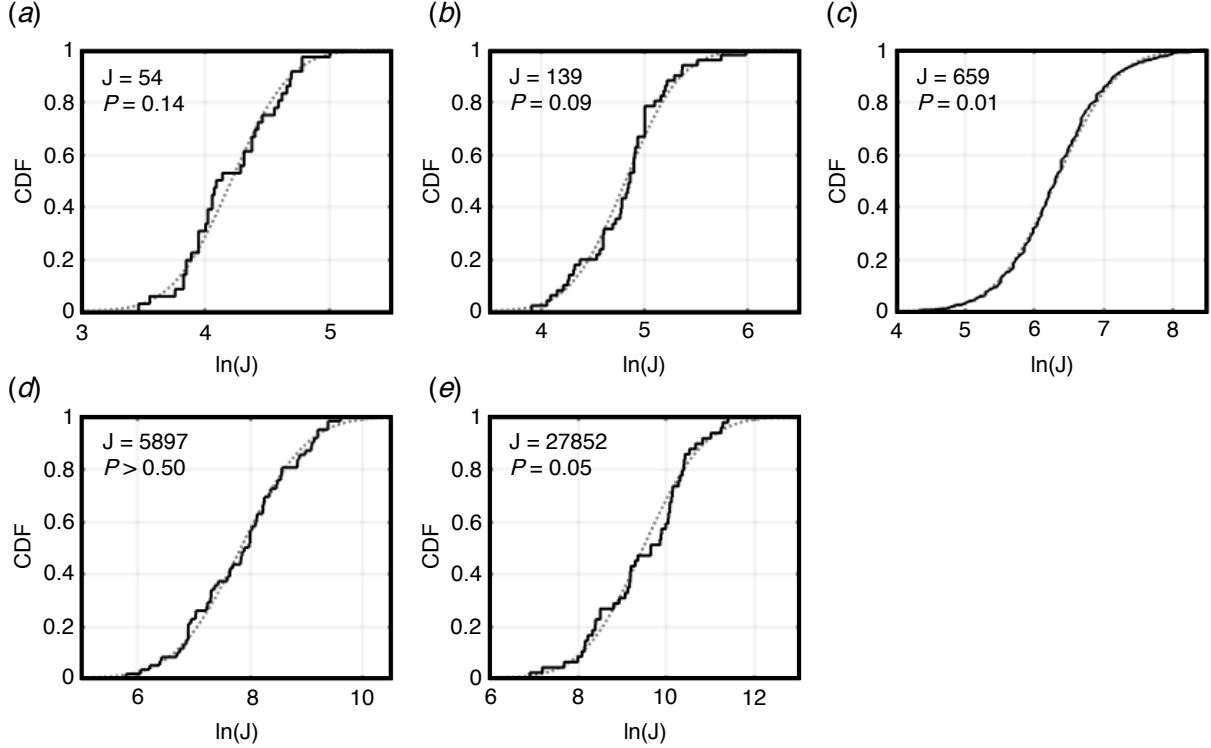 (a)
J = 54
P = 0.14
CDF
1
0.8
0.6
0.4
0.2
0
3 4 5
ln(J)
(b)
J = 139
P = 0.09
CDF
1
0.8
0.6
0.4
0.2
0
4 5 6
ln(J)
(c)
J = 659
P = 0.01
CDF
1
0.8
0.6
0.4
0.2
0
4 5 6 7 8
ln(J)
(d)
J = 5897
P > 0.50
CDF
1
0.8
0.6
0.4
0.2
0
6 8 10
ln(J)
(e)
J = 27852
P = 0.05
CDF
1
0.8
0.6
0.4
0.2
0
6 8 10 12
ln(J)